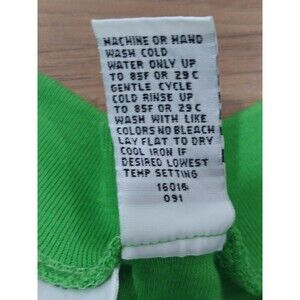 MACHINE OR HAND
WASH COLD
WATER ONLY UP
TO 85F OR 29C
GENTLE CYCLE
COLD RINSE UP
TO 85F OR 29C
WASH WITH LIKE
COLORS NO BLEACH
LAY FLAT TO DRY
COOL IRON IF
DESIRED LOWEST
TEMP SETTING
16016
091